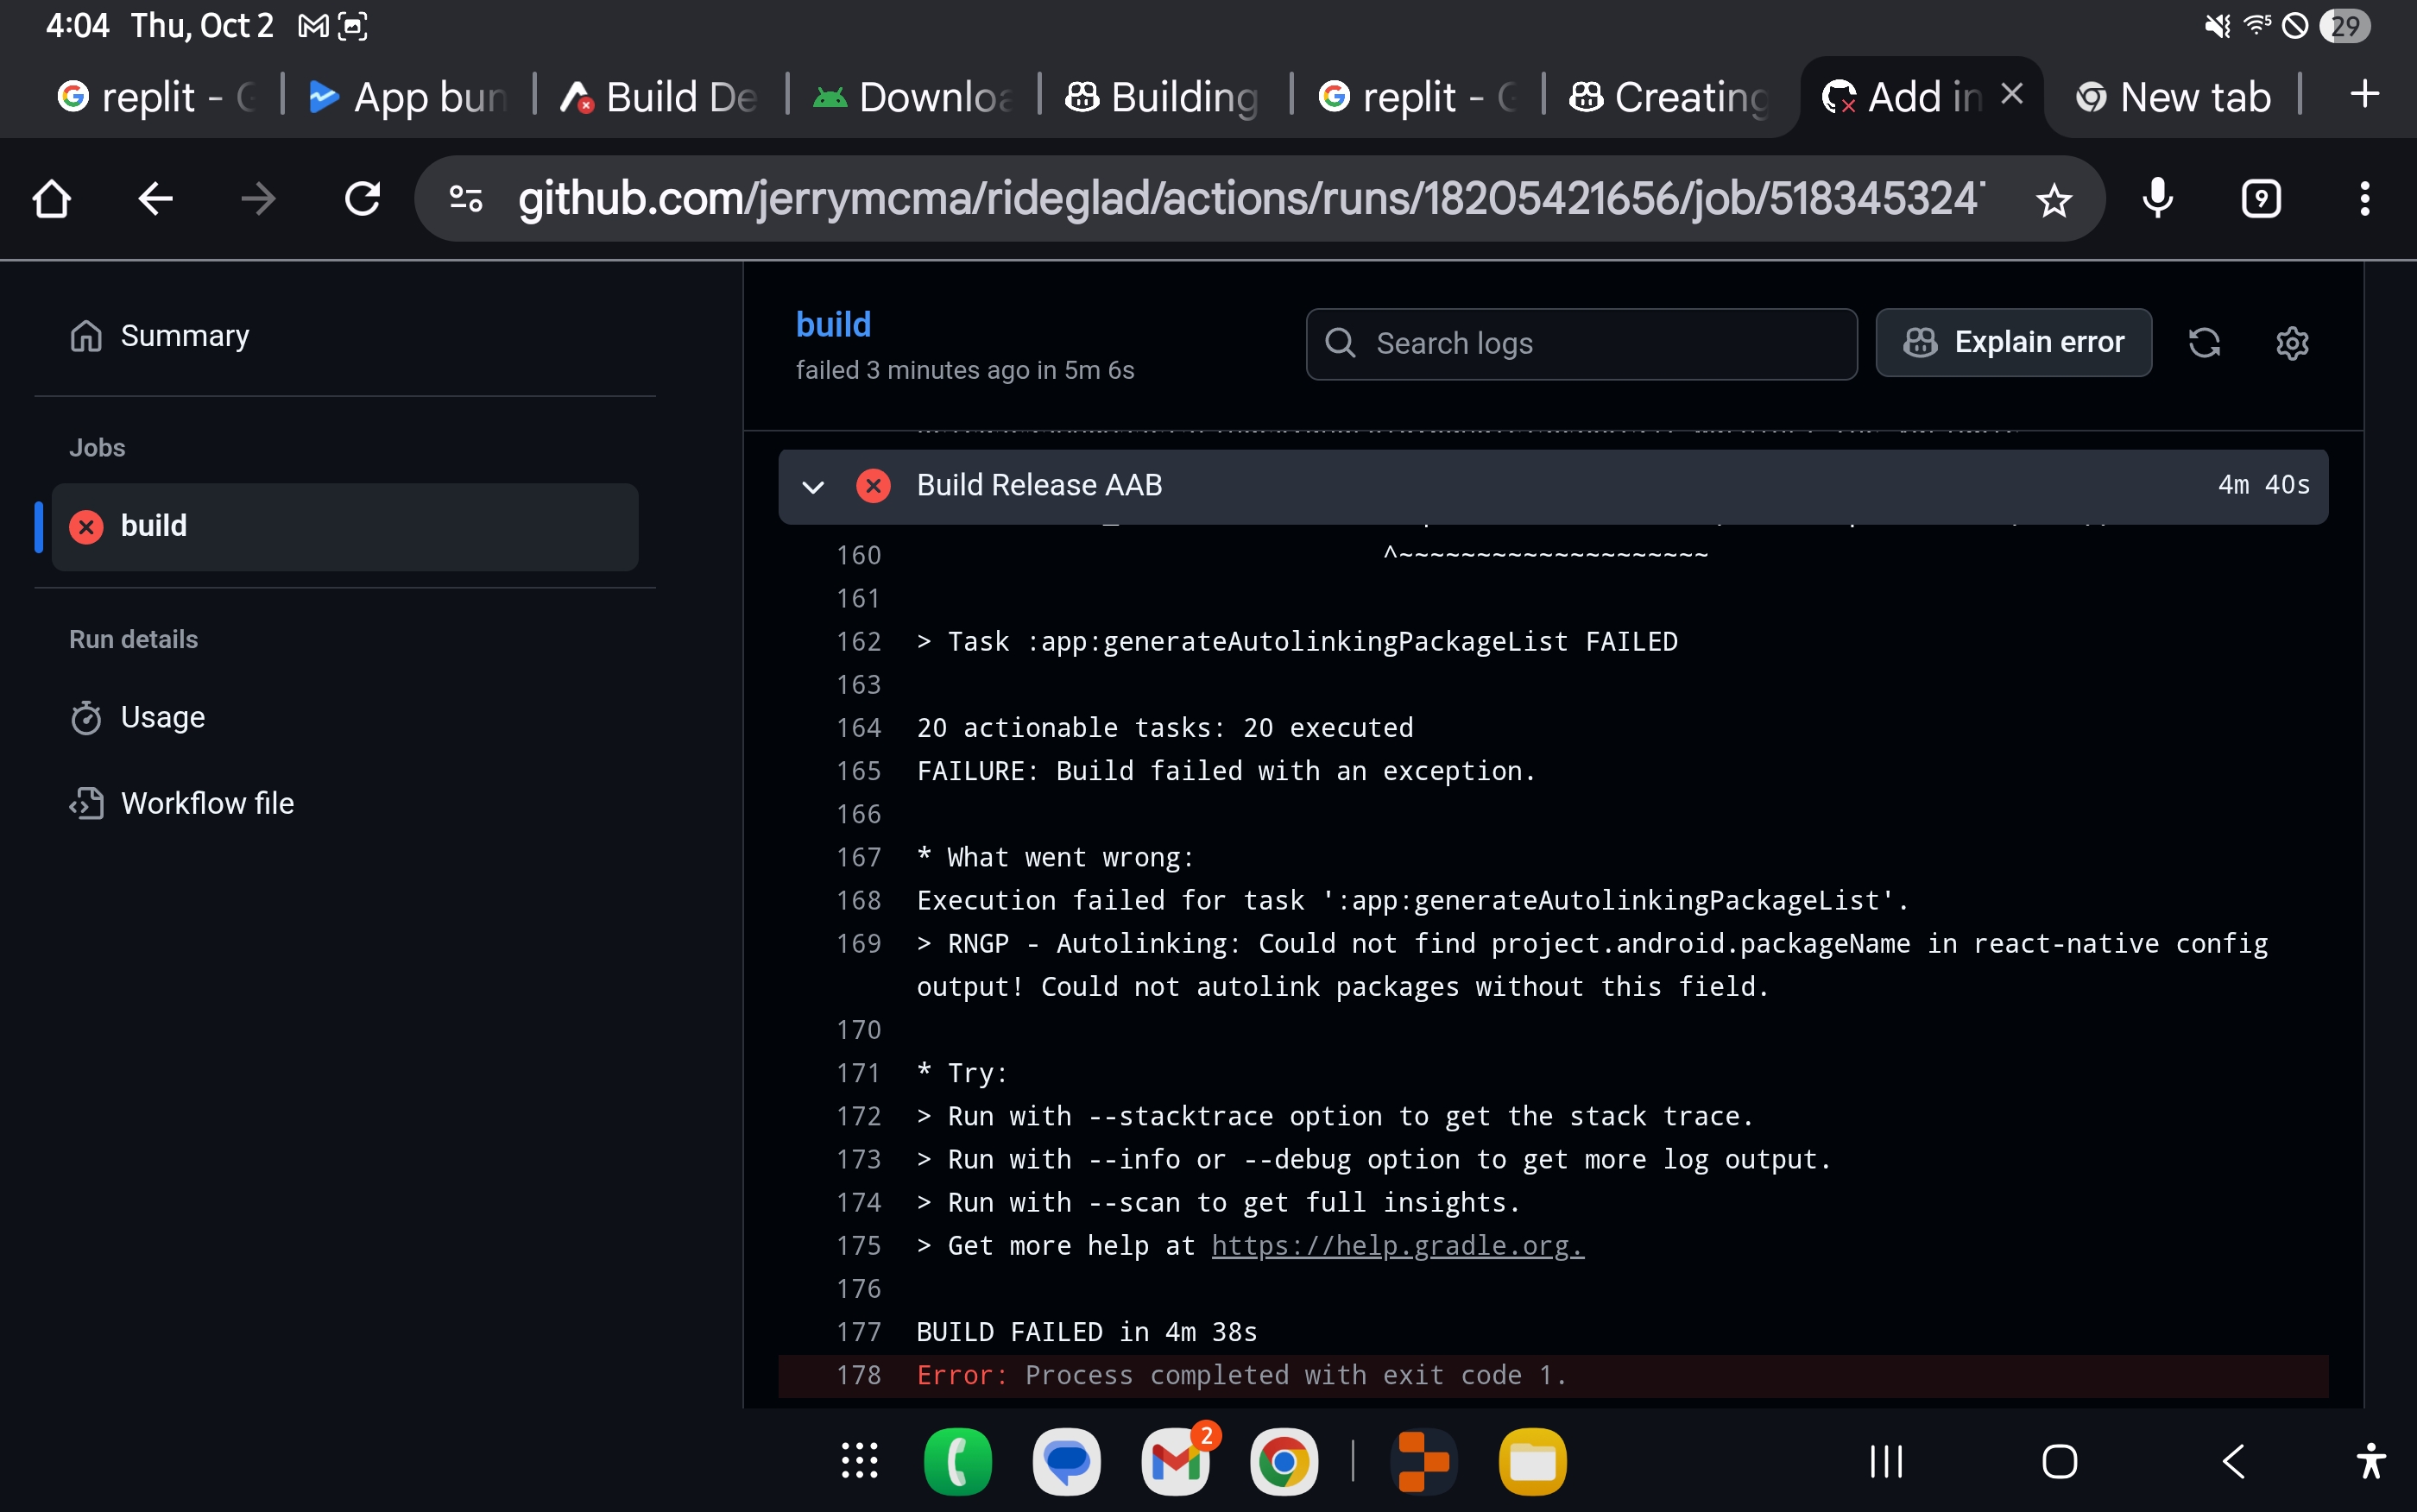 4:04 Thu, Oct 2 29
replit - G App bun Build De Downloa Building replit - G Creating Add in New tab
github.com/jerrymcma/rideglad/actions/runs/18205421656/job/518345324 9
Summary
Jobs
build
Run details
Usage
Workflow file
build
failed 3 minutes ago in 5m 6s
Search logs
Explain error
Build Release AAB 4m 40s
160 ^~~~~~~~~~~~~~~~~~~~~
161
162 > Task :app:generateAutolinkingPackageList FAILED
163
164 20 actionable tasks: 20 executed
165 FAILURE: Build failed with an exception.
166
167 * What went wrong:
168 Execution failed for task ':app:generateAutolinkingPackageList'.
169 > RNGP - Autolinking: Could not find project.android.packageName in react-native config
output! Could not autolink packages without this field.
170
171 * Try:
172 > Run with --stacktrace option to get the stack trace.
173 > Run with --info or --debug option to get more log output.
174 > Run with --scan to get full insights.
175 > Get more help at https://help.gradle.org.
176
177 BUILD FAILED in 4m 38s
178 Error: Process completed with exit code 1.
2